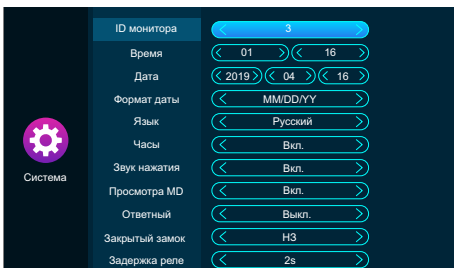 ID монитора 3
Время 01 16
Дата 2019 04 16
Формат даты MM/DD/YY
Язык Русский
Часы Вкл.
Звук нажатия Вкл.
Просмотра MD Вкл.
Ответный Выкл.
Закрытый замок НЗ
Задержка реле 2s
Система